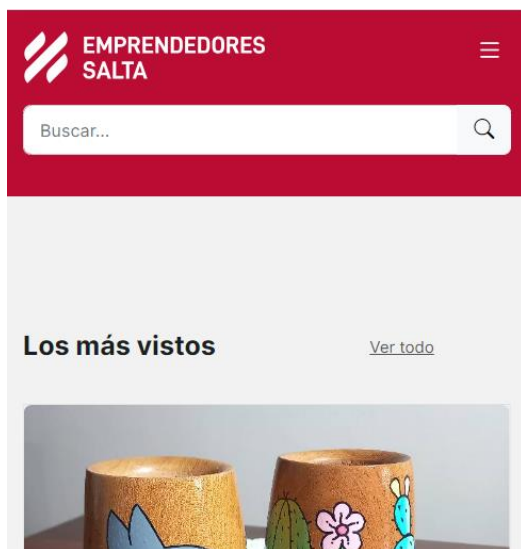 EMPRENDEDORES
SALTA
Buscar...
Los más vistos
Ver todo